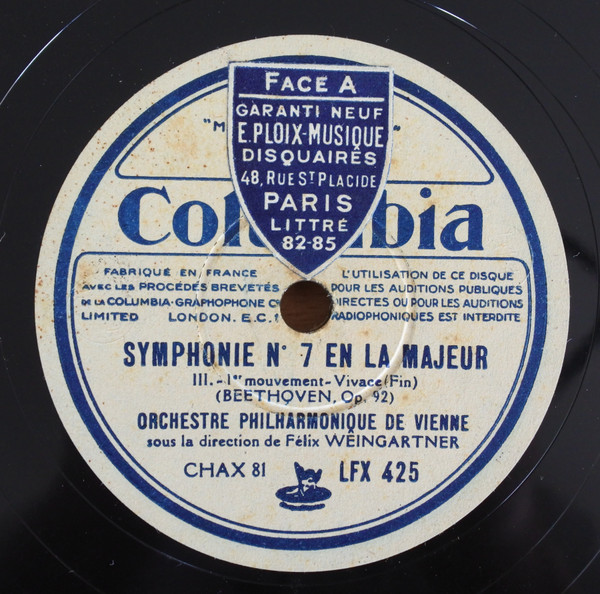 FACE A
GARANTI NEUF
E.PLOIX-MUSIQUE
DISQUAIRES
48, RUE ST PLACIDE
PARIS
LITTRÉ
82-85
Columbia
FABRIQUÉ EN FRANCE
AVEC LES PROCÉDÉS BREVETÉS
DE LA COLUMBIA-GRAPHOPHONE
LIMITED LONDON. E.C.1
L'UTILISATION DE CE DISQUE
POUR LES AUDITIONS PUBLIQUES
DIRECTES OU POUR LES AUDITIONS
RADIOPHONIQUES EST INTERDITE
SYMPHONIE N° 7 EN LA MAJEUR
III.-1er mouvement-Vivace (Fin)
(BEETHOVEN, Op. 92)
ORCHESTRE PHILHARMONIQUE DE VIENNE
sous la direction de Félix WEINGARTNER
CHAX 81 LFX 425